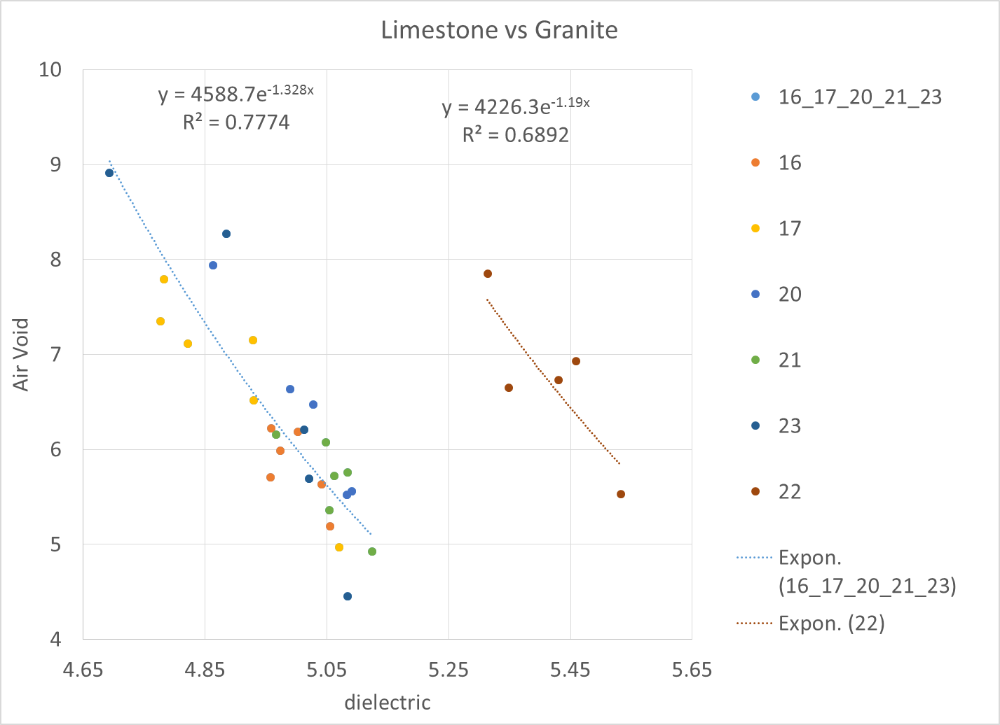 Limestone vs Granite
y = 4588.7e^-1.328x
R² = 0.7774
y = 4226.3e^-1.19x
R² = 0.6892
10
9
8
7
6
5
4
Air Void
4.65 4.85 5.05 5.25 5.45 5.65
dielectric
16_17_20_21_23
16
17
20
21
23
22
Expon.
(16_17_20_21_23)
Expon. (22)